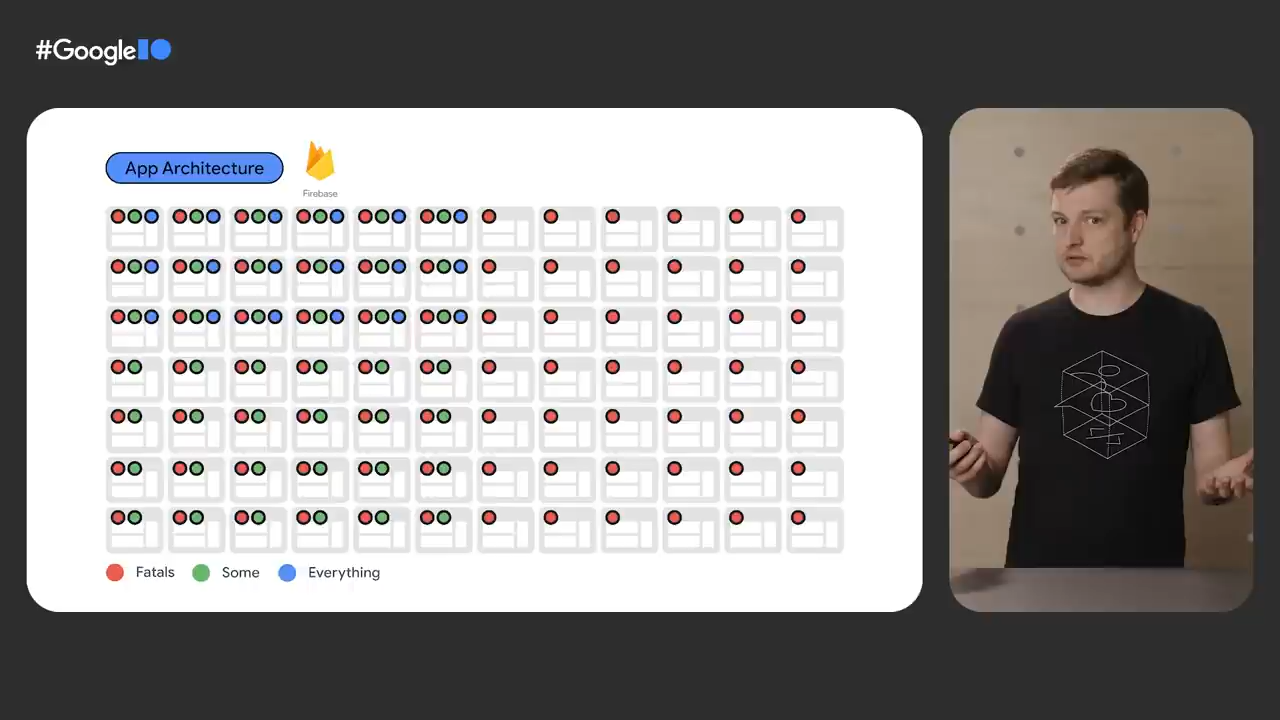 #GoogleIO
App Architecture
Firebase
Fatals
Some
Everything